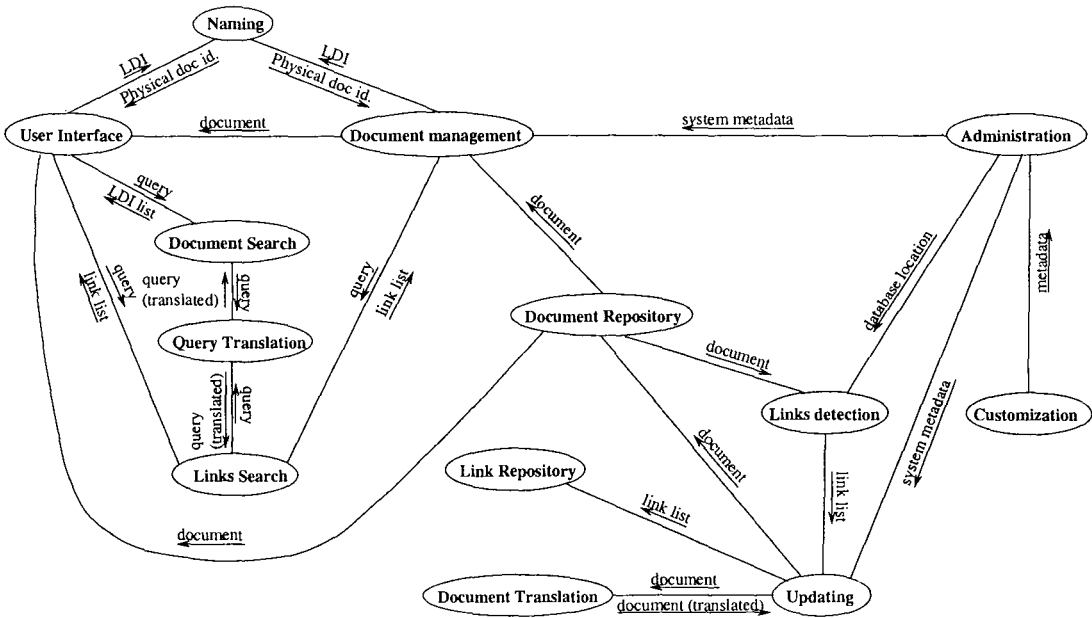 Naming
LDI
Physical doc id.
LDI
Physical doc id.
User Interface
document
Document management
system metadata
Administration
query
LDI list
document
Document Search
link list
query
query
(translated)
query
query
link list
database location
metadata
Document Repository
Query Translation
document
query
(translated)
query
Links detection
Customization
system metadata
document
Link Repository
Links Search
link list
link list
document
document
Document Translation
document (translated)
Updating